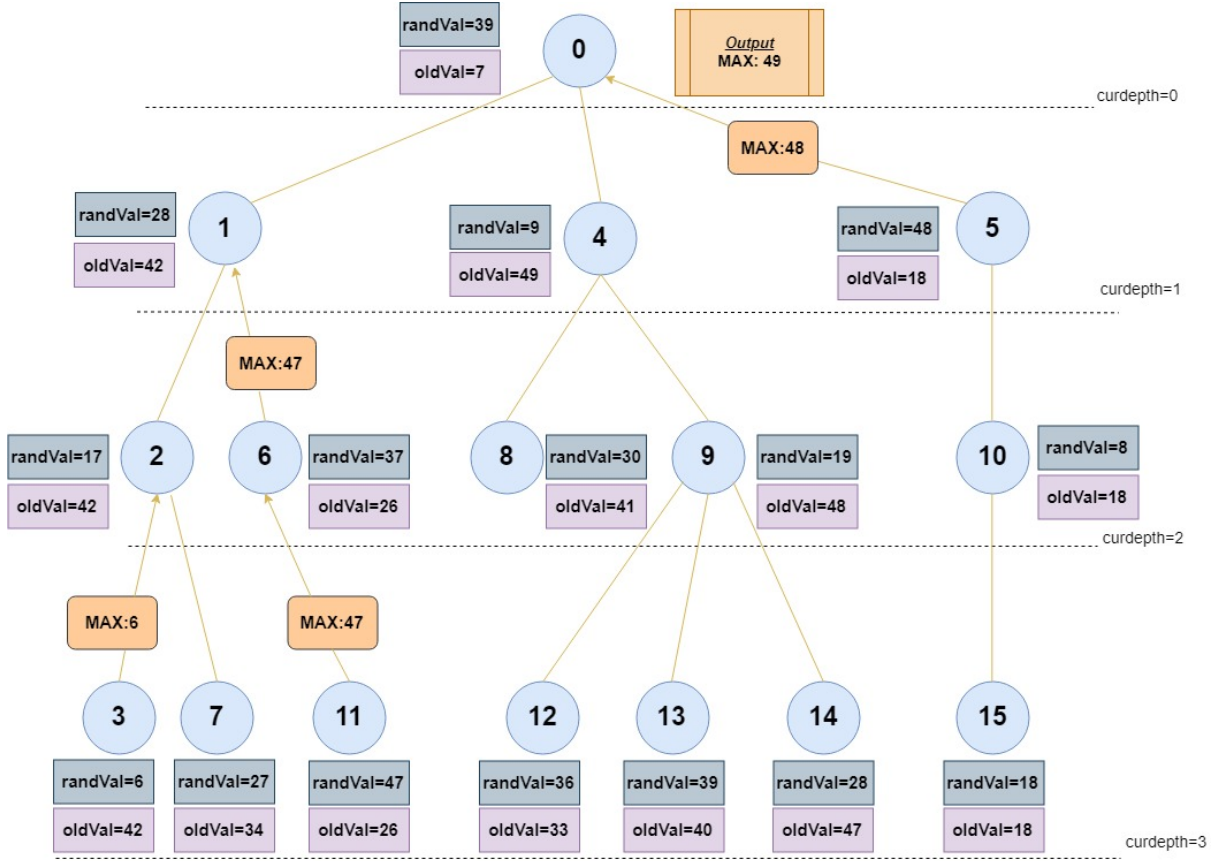 randVal=39
oldVal=7
0
Output
MAX: 49
curdepth=0
MAX:48
randVal=28
oldVal=42
1
randVal=9
oldVal=49
4
randVal=48
oldVal=18
5
curdepth=1
MAX:47
randVal=17
oldVal=42
2
6
randVal=37
oldVal=26
8
randVal=30
oldVal=41
9
randVal=19
oldVal=48
10
randVal=8
oldVal=18
curdepth=2
MAX:6
MAX:47
3
7
11
12
13
14
15
randVal=6
randVal=27
randVal=47
randVal=36
randVal=39
randVal=28
randVal=18
oldVal=42
oldVal=34
oldVal=26
oldVal=33
oldVal=40
oldVal=47
oldVal=18
curdepth=3